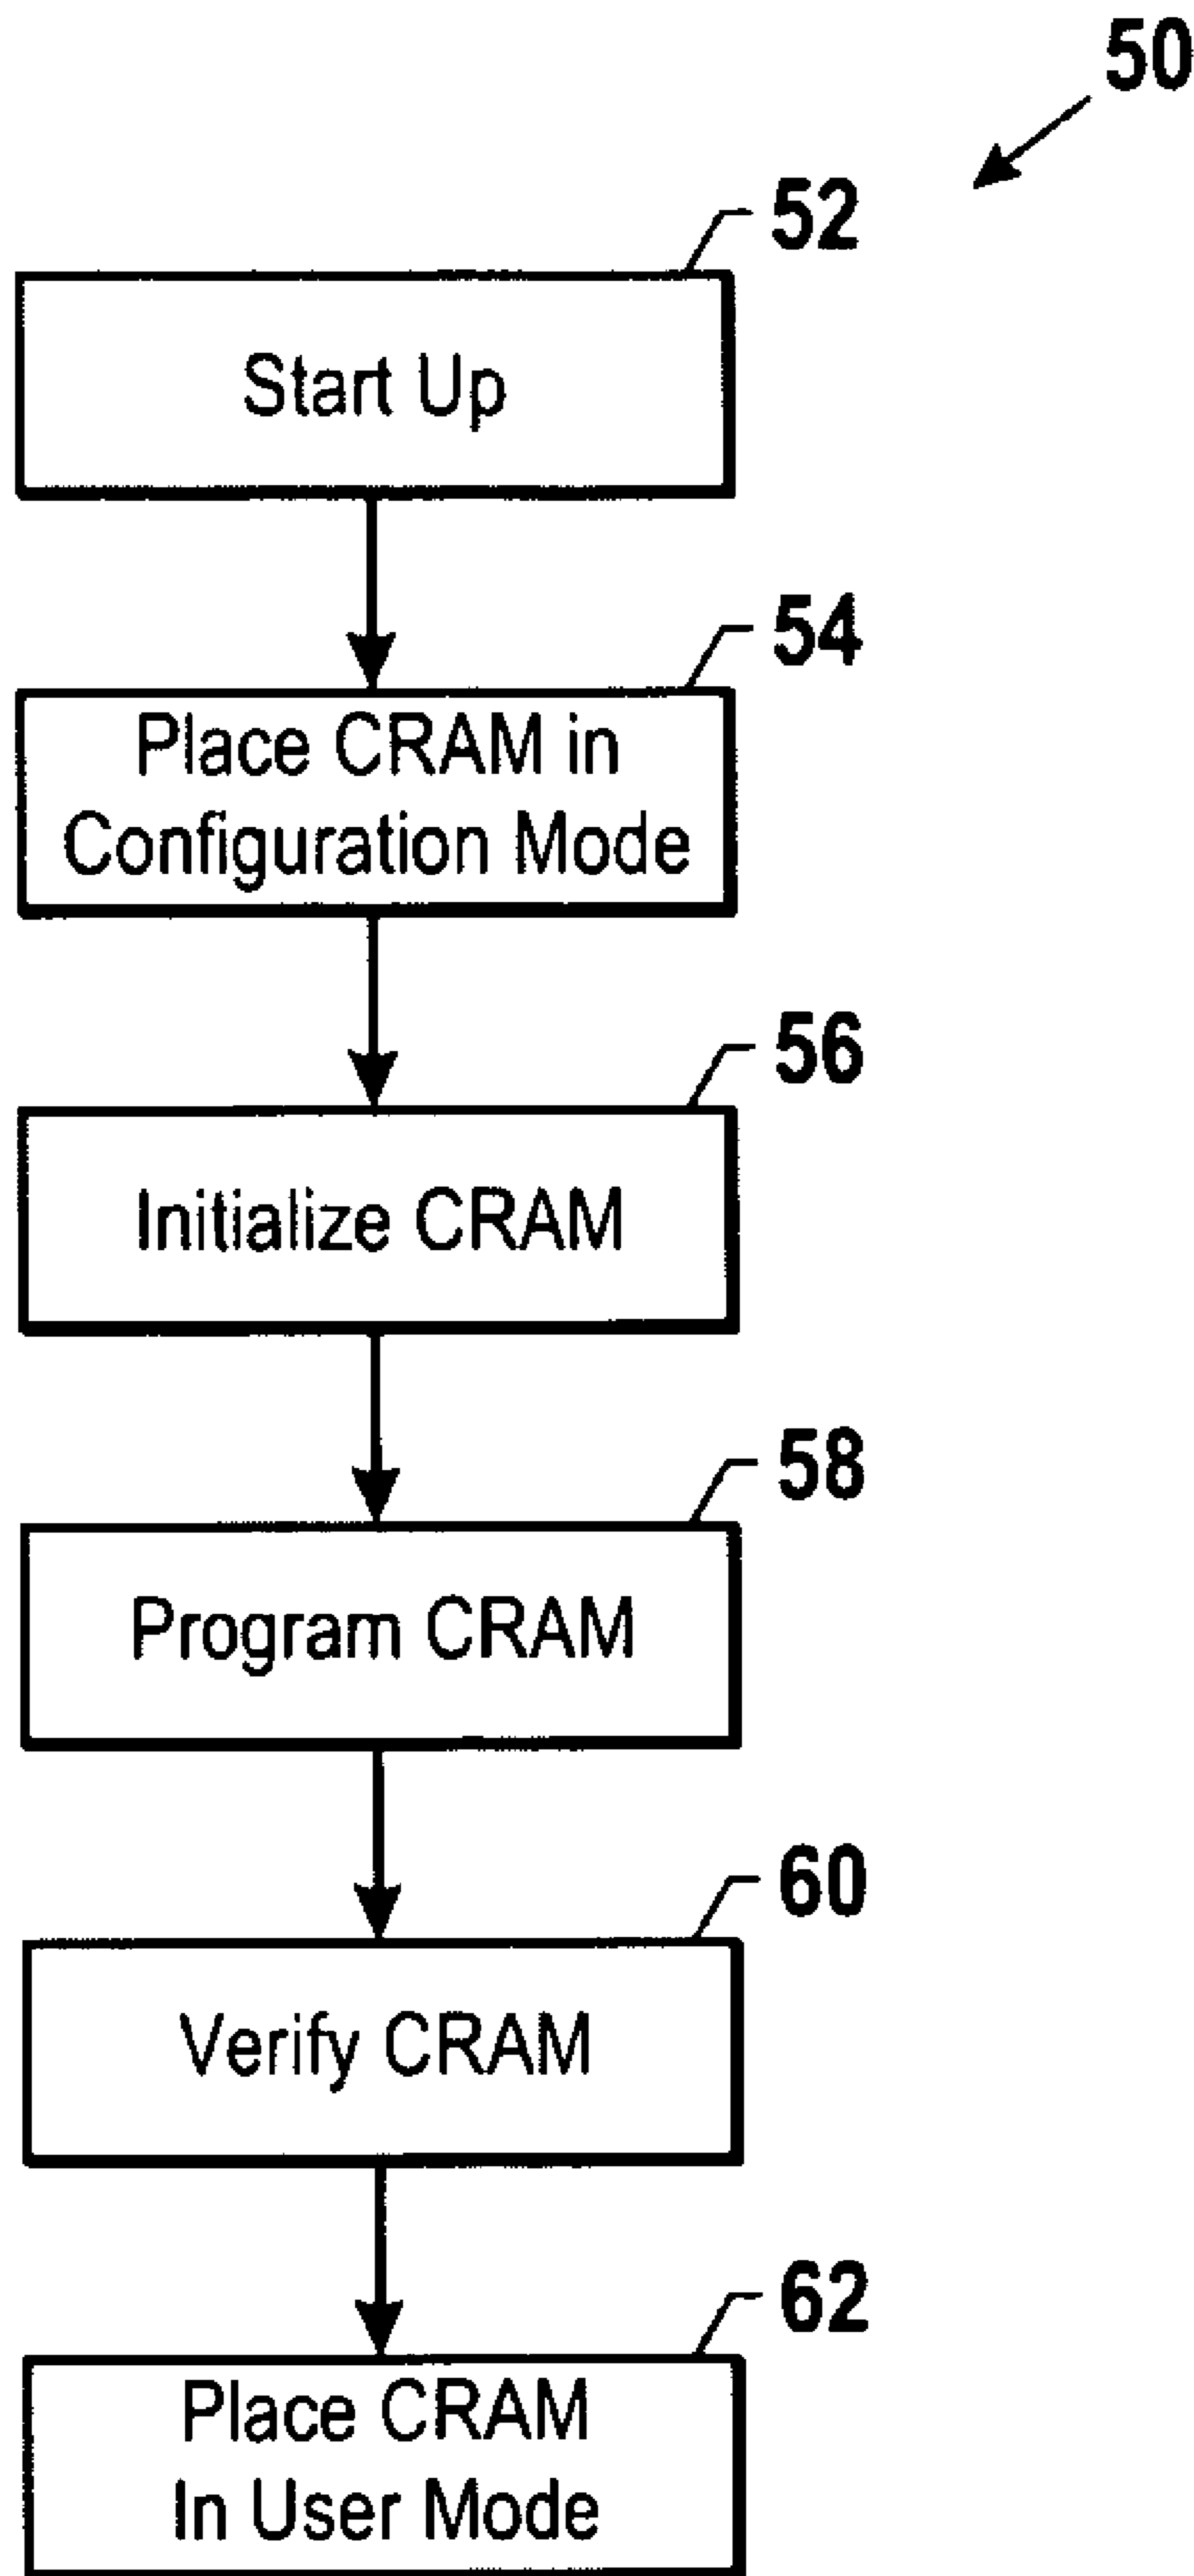 50
52
Start Up
54
Place CRAM in
Configuration Mode
56
Initialize CRAM
58
Program CRAM
60
Verify CRAM
62
Place CRAM
In User Mode